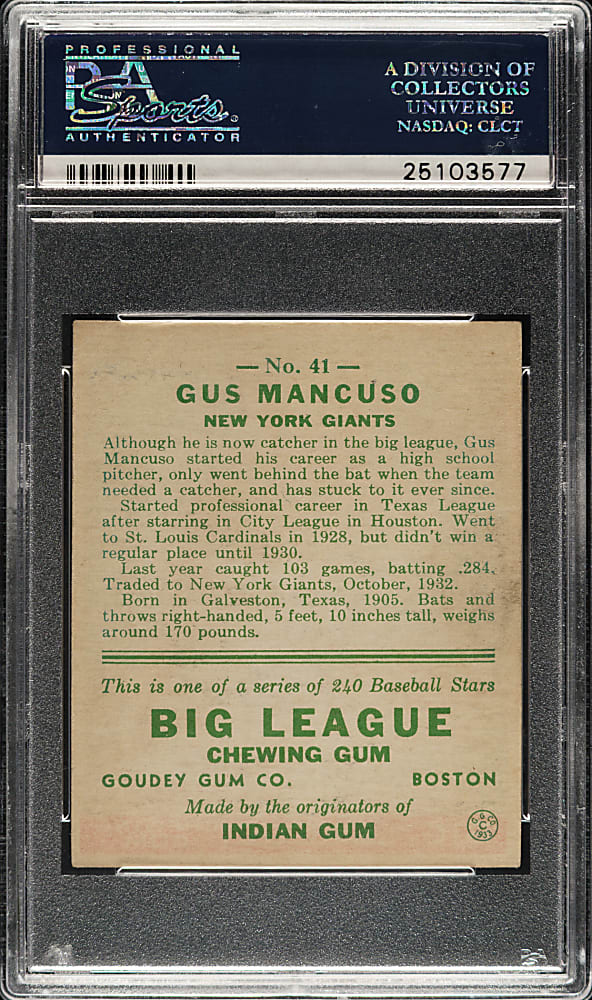 PROFESSIONAL
PSA
Sports
AUTHENTICATOR
A DIVISION OF
COLLECTORS
UNIVERSE
NASDAQ: CLCT
25103577
— No. 41 —
GUS MANCUSO
NEW YORK GIANTS
Although he is now catcher in the big league, Gus
Mancuso started his career as a high school
pitcher, only went behind the bat when the team
needed a catcher, and has stuck to it ever since.
Started professional career in Texas League
after starring in City League in Houston. Went
to St. Louis Cardinals in 1928, but didn't win a
regular place until 1930.
Last year caught 103 games, batting .284.
Traded to New York Giants, October, 1932.
Born in Galveston, Texas, 1905. Bats and
throws right-handed, 5 feet, 10 inches tall, weighs
around 170 pounds.
This is one of a series of 240 Baseball Stars
BIG LEAGUE
CHEWING GUM
GOUDEY GUM CO. BOSTON
Made by the originators of
INDIAN GUM
G.G.CO.
C
1933